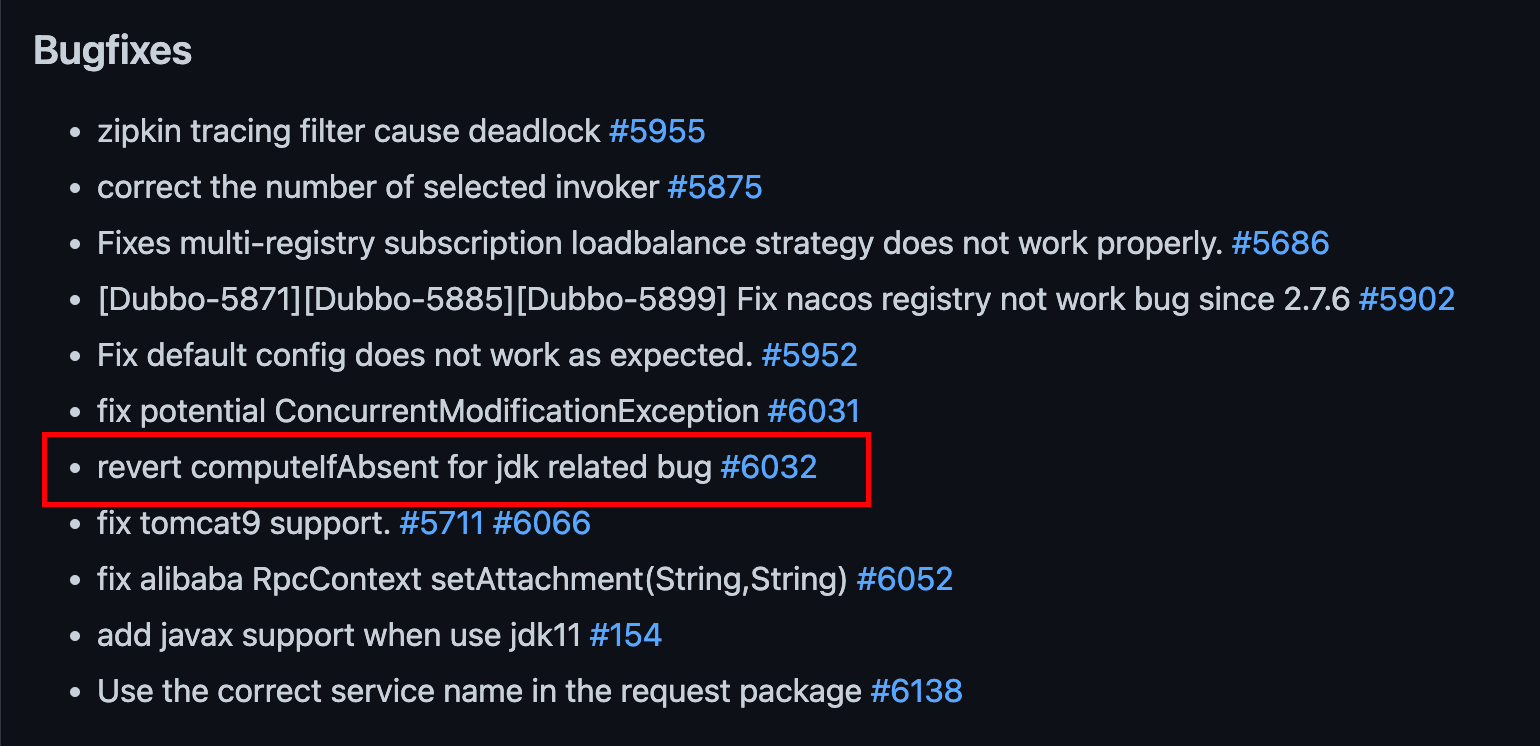 Bugfixes
• zipkin tracing filter cause deadlock #5955
• correct the number of selected invoker #5875
• Fixes multi-registry subscription loadbalance strategy does not work properly. #5686
• [Dubbo-5871][Dubbo-5885][Dubbo-5899] Fix nacos registry not work bug since 2.7.6 #5902
• Fix default config does not work as expected. #5952
• fix potential ConcurrentModificationException #6031
• revert computeIfAbsent for jdk related bug #6032
• fix tomcat9 support. #5711 #6066
• fix alibaba RpcContext setAttachment(String,String) #6052
• add javax support when use jdk11 #154
• Use the correct service name in the request package #6138